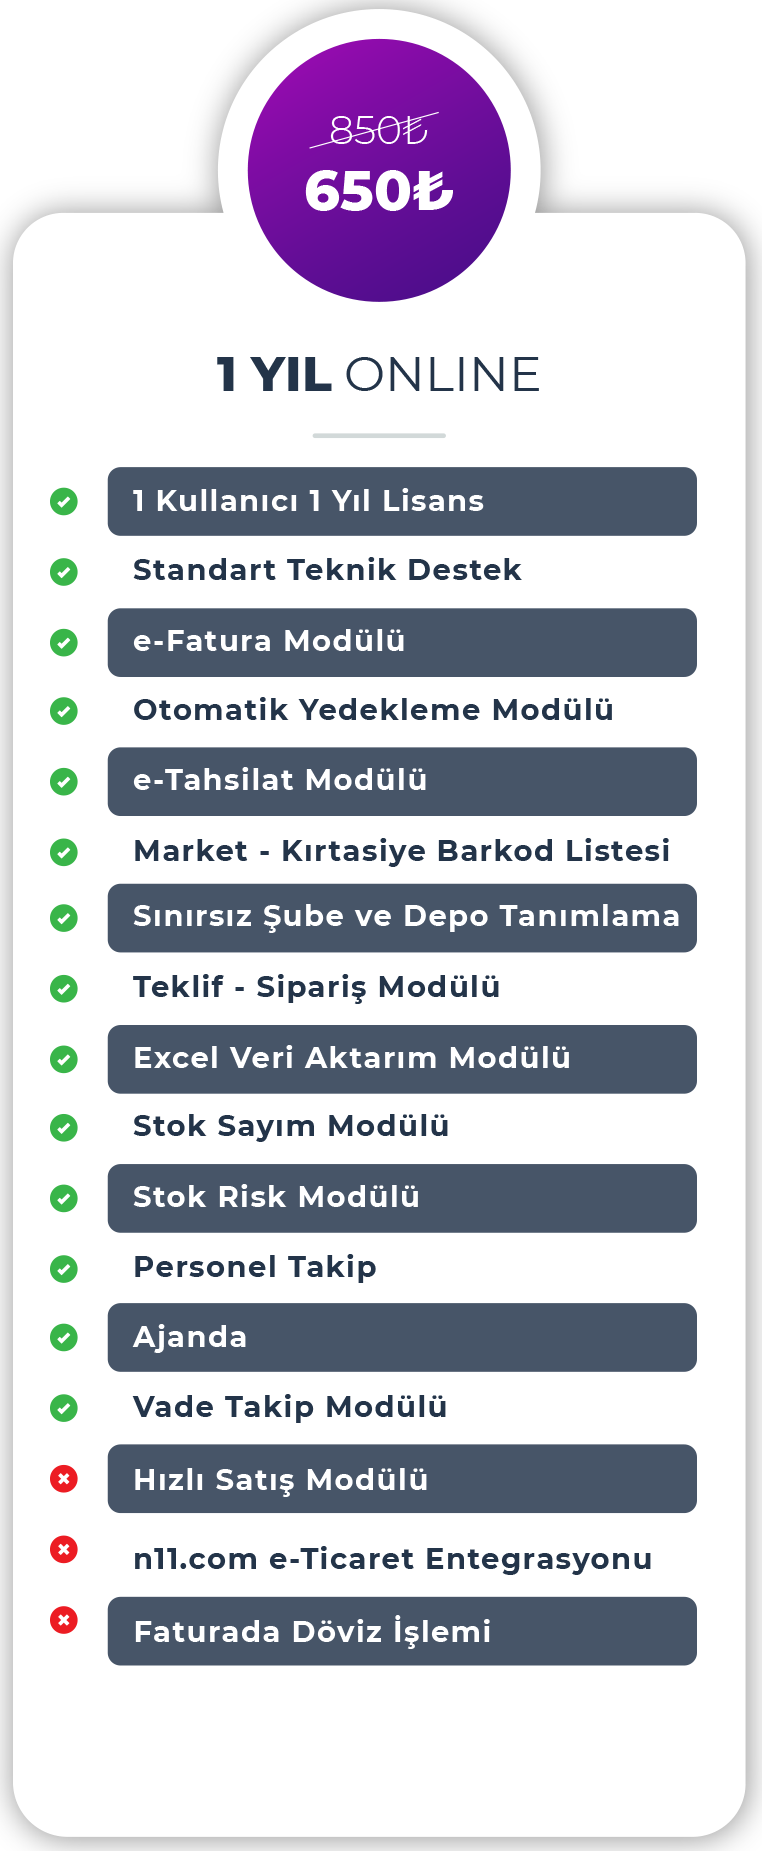 850₺
650₺
1 YIL ONLINE
1 Kullanıcı 1 Yıl Lisans
Standart Teknik Destek
e-Fatura Modülü
Otomatik Yedekleme Modülü
e-Tahsilat Modülü
Market - Kırtasiye Barkod Listesi
Sınırsız Şube ve Depo Tanımlama
Teklif - Sipariş Modülü
Excel Veri Aktarım Modülü
Stok Sayım Modülü
Stok Risk Modülü
Personel Takip
Ajanda
Vade Takip Modülü
Hızlı Satış Modülü
n11.com e-Ticaret Entegrasyonu
Faturada Döviz İşlemi